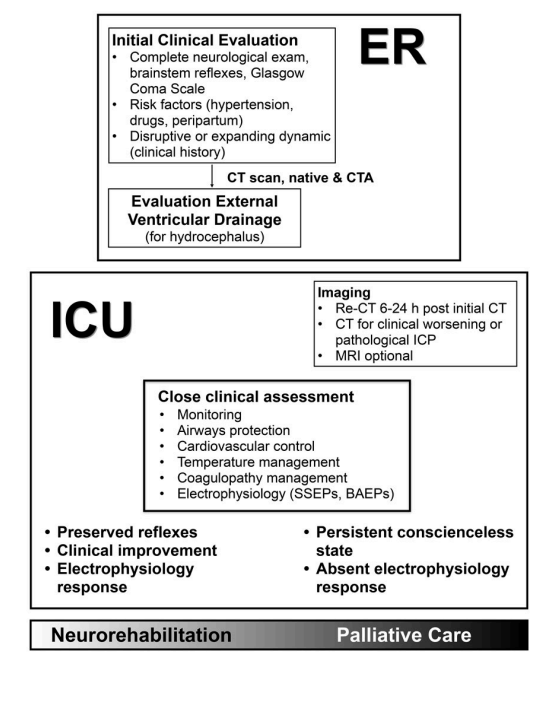 ER
Initial Clinical Evaluation
• Complete neurological exam,
brainstem reflexes, Glasgow
Coma Scale
• Risk factors (hypertension,
drugs, peripartum)
• Disruptive or expanding dynamic
(clinical history)
CT scan, native & CTA
Evaluation External
Ventricular Drainage
(for hydrocephalus)
ICU
Imaging
• Re-CT 6-24 h post initial CT
• CT for clinical worsening or
pathological ICP
• MRI optional
Close clinical assessment
• Monitoring
• Airways protection
• Cardiovascular control
• Temperature management
• Coagulopathy management
• Electrophysiology (SSEPs, BAEPs)
• Preserved reflexes
• Clinical improvement
• Electrophysiology
response
• Persistent conscienceless
state
• Absent electrophysiology
response
Neurorehabilitation
Palliative Care